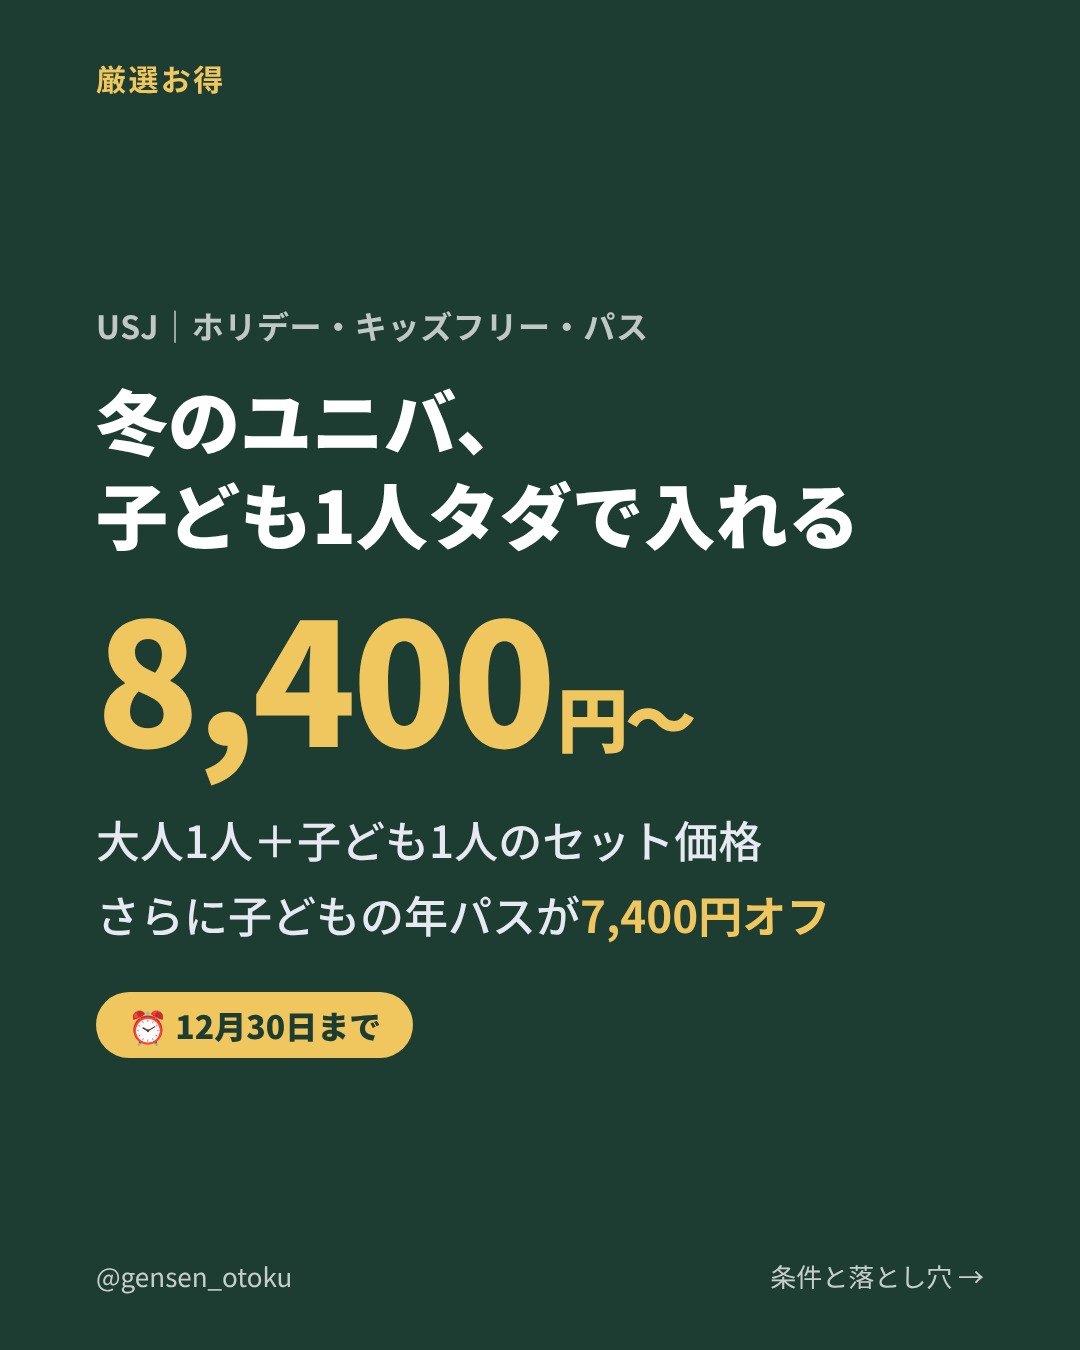 厳選お得
USJ｜ホリデー・キッズフリー・パス
冬のユニバ、
子ども1人タダで入れる
8,400円〜
大人1人＋子ども1人のセット価格
さらに子どもの年パスが7,400円オフ
⏰ 12月30日まで
@gensen_otoku
条件と落とし穴 →